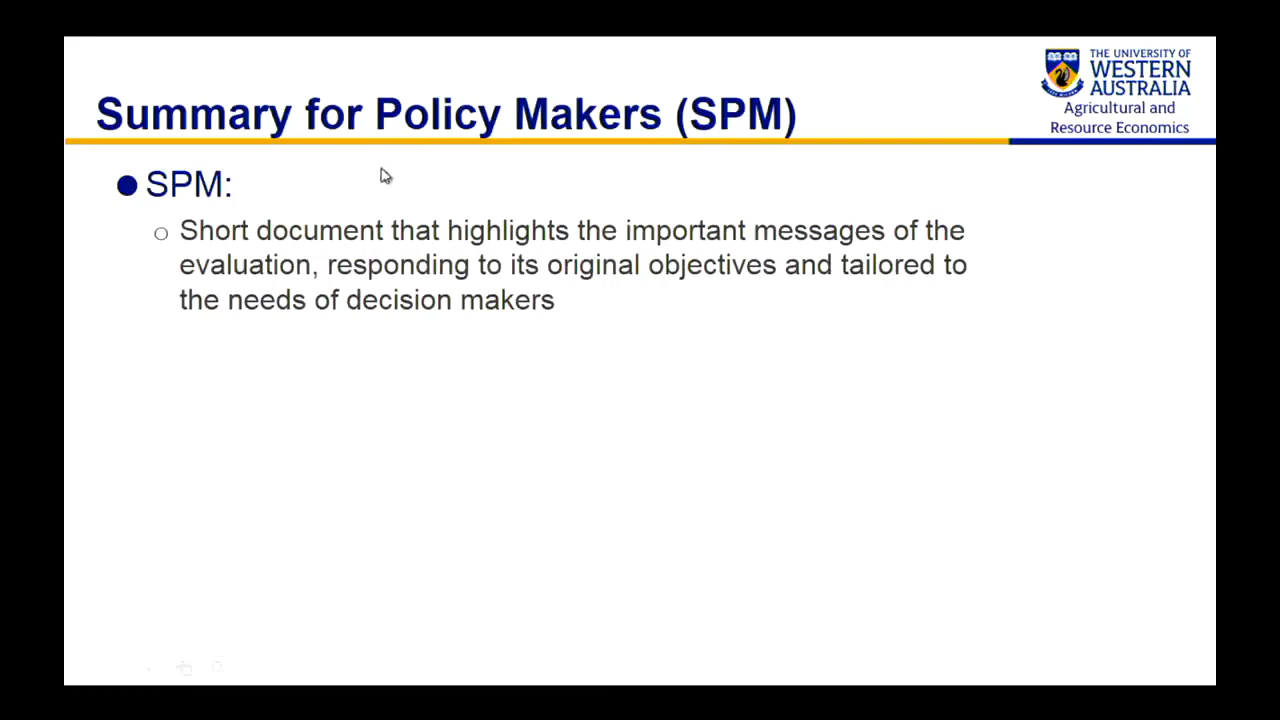 THE UNIVERSITY OF
WESTERN
AUSTRALIA
Agricultural and
Resource Economics
Summary for Policy Makers (SPM)
SPM:
Short document that highlights the important messages of the
evaluation, responding to its original objectives and tailored to
the needs of decision makers